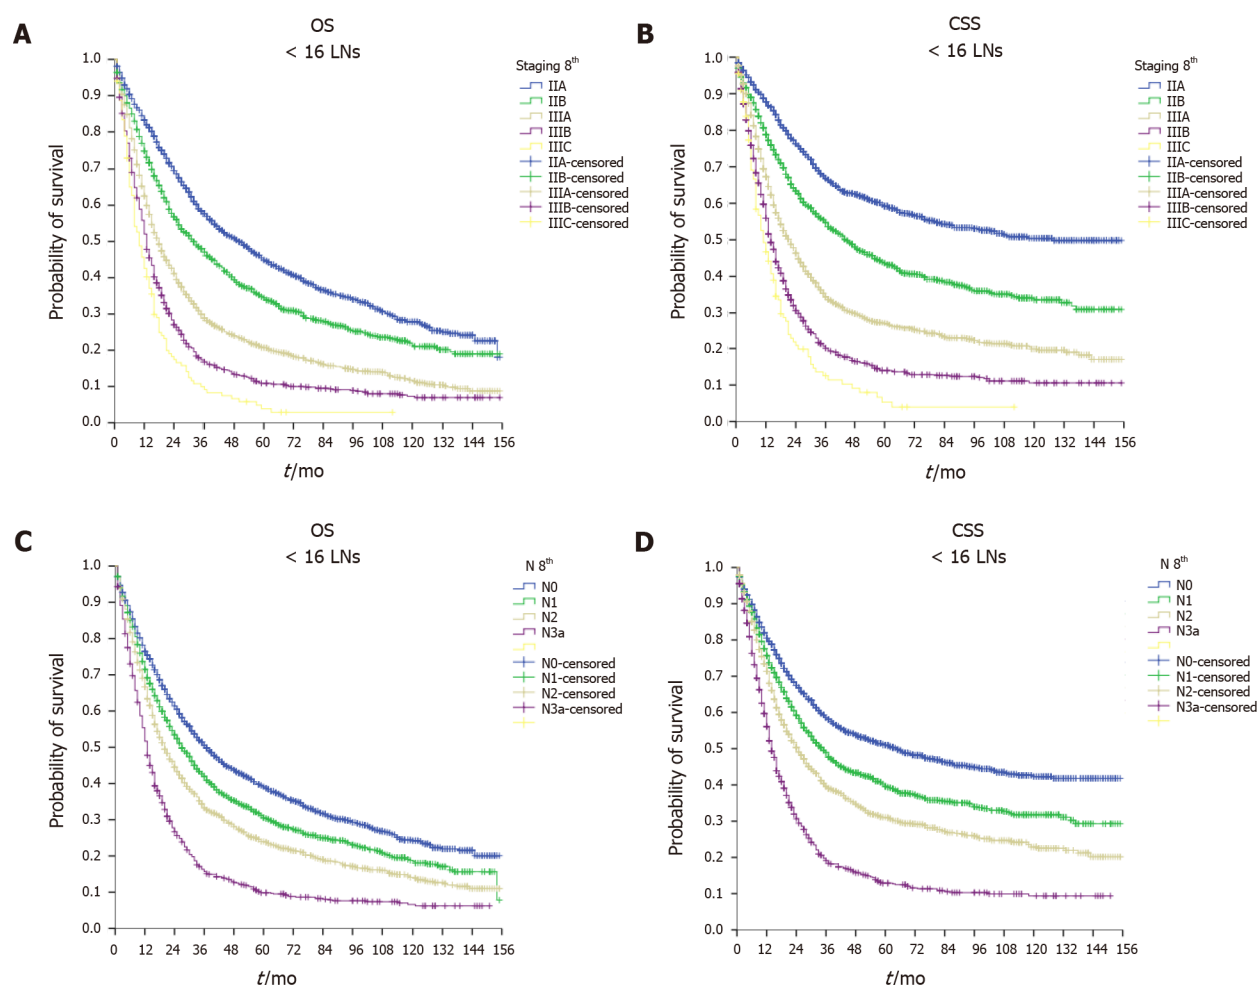 A
OS
< 16 LNs
Probability of survival
1.0
0.9
0.8
0.7
0.6
0.5
0.4
0.3
0.2
0.1
0.0
0 12 24 36 48 60 72 84 96 108 120 132 144 156
t/mo
Staging 8th
IIA
IIB
IIIA
IIIB
IIIC
IIA-censored
IIB-censored
IIIA-censored
IIIB-censored
IIIC-censored
B
CSS
< 16 LNs
Probability of survival
1.0
0.9
0.8
0.7
0.6
0.5
0.4
0.3
0.2
0.1
0.0
0 12 24 36 48 60 72 84 96 108 120 132 144 156
t/mo
Staging 8th
IIA
IIB
IIIA
IIIB
IIIC
IIA-censored
IIB-censored
IIIA-censored
IIIB-censored
IIIC-censored
C
OS
< 16 LNs
Probability of survival
1.0
0.9
0.8
0.7
0.6
0.5
0.4
0.3
0.2
0.1
0.0
0 12 24 36 48 60 72 84 96 108 120 132 144 156
t/mo
N 8th
N0
N1
N2
N3a
N0-censored
N1-censored
N2-censored
N3a-censored
D
CSS
< 16 LNs
Probability of survival
1.0
0.9
0.8
0.7
0.6
0.5
0.4
0.3
0.2
0.1
0.0
0 12 24 36 48 60 72 84 96 108 120 132 144 156
t/mo
N 8th
N0
N1
N2
N3a
N0-censored
N1-censored
N2-censored
N3a-censored